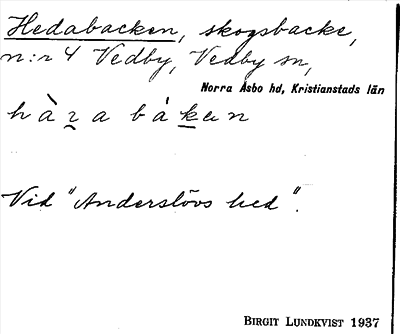 Hedabacken, skogsbacke,
n:r 4 Vedby, Vedby sn,
Norra Åsbo hd, Kristianstads län
Vid "Anderslövs hed".
BIRGIT LUNDKVIST 1937